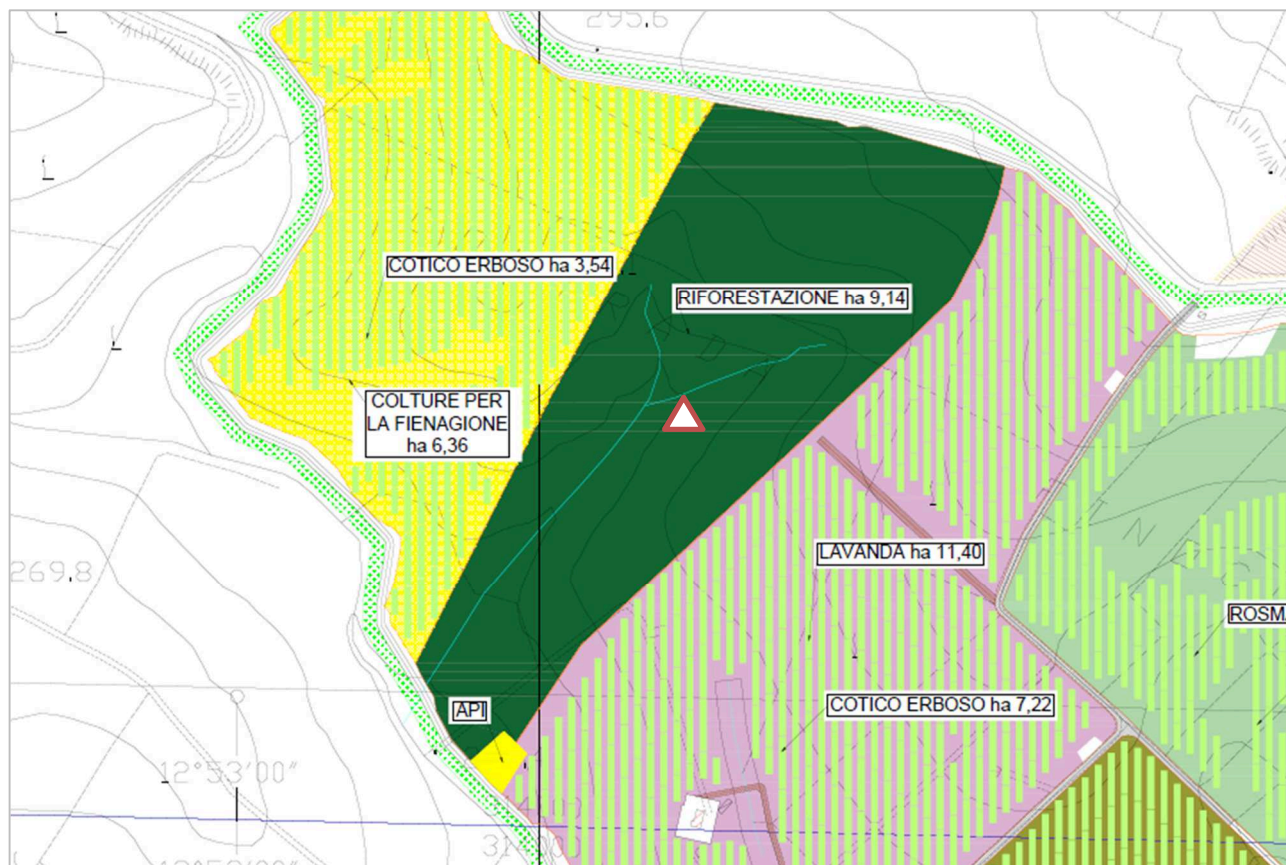 295,6
COTICO ERBOSO ha 3,54
RIFORESTAZIONE ha 9,14
COLTURE PER
LA FIENAGIONE
ha 6,36
LAVANDA ha 11,40
269,8
ROSMA
COTICO ERBOSO ha 7,22
API
12°53'00"